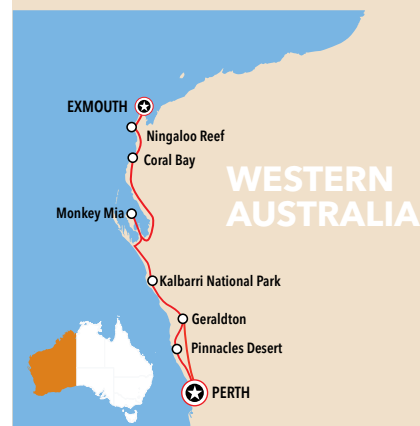 EXMOUTH
Ningaloo Reef
Coral Bay
WESTERN
AUSTRALIA
Monkey Mia
Kalbarri National Park
Geraldton
Pinnacles Desert
PERTH